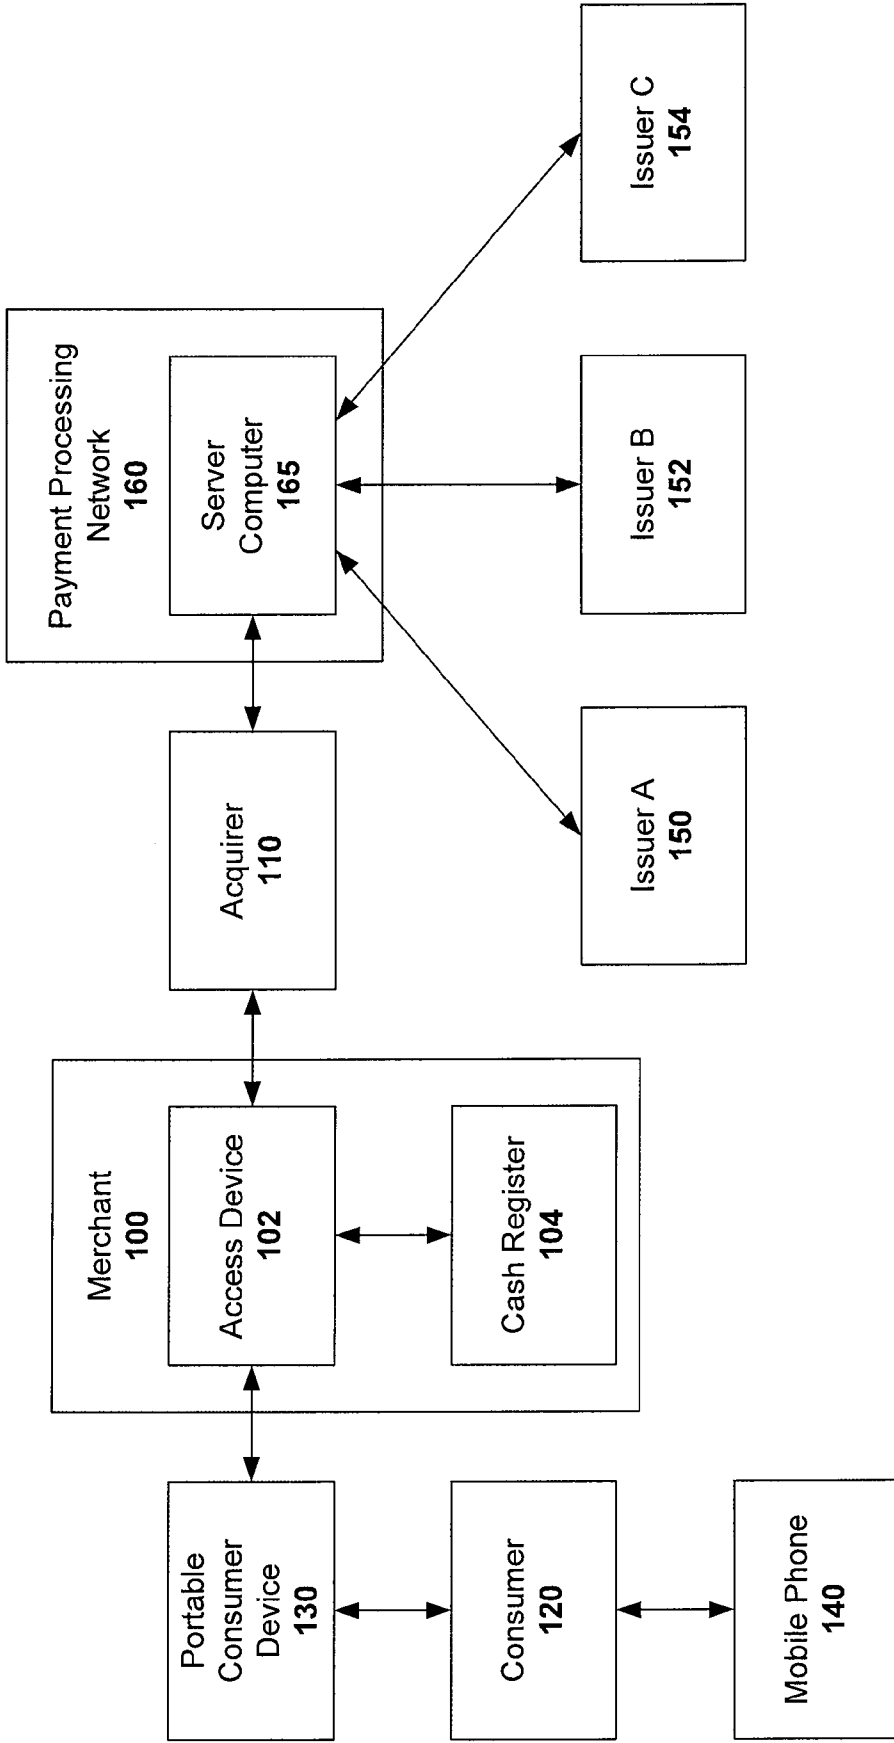 Portable
Consumer
Device
130
Consumer
120
Mobile Phone
140
Merchant
100
Access Device
102
Cash Register
104
Acquirer
110
Payment Processing
Network
160
Server
Computer
165
Issuer A
150
Issuer B
152
Issuer C
154